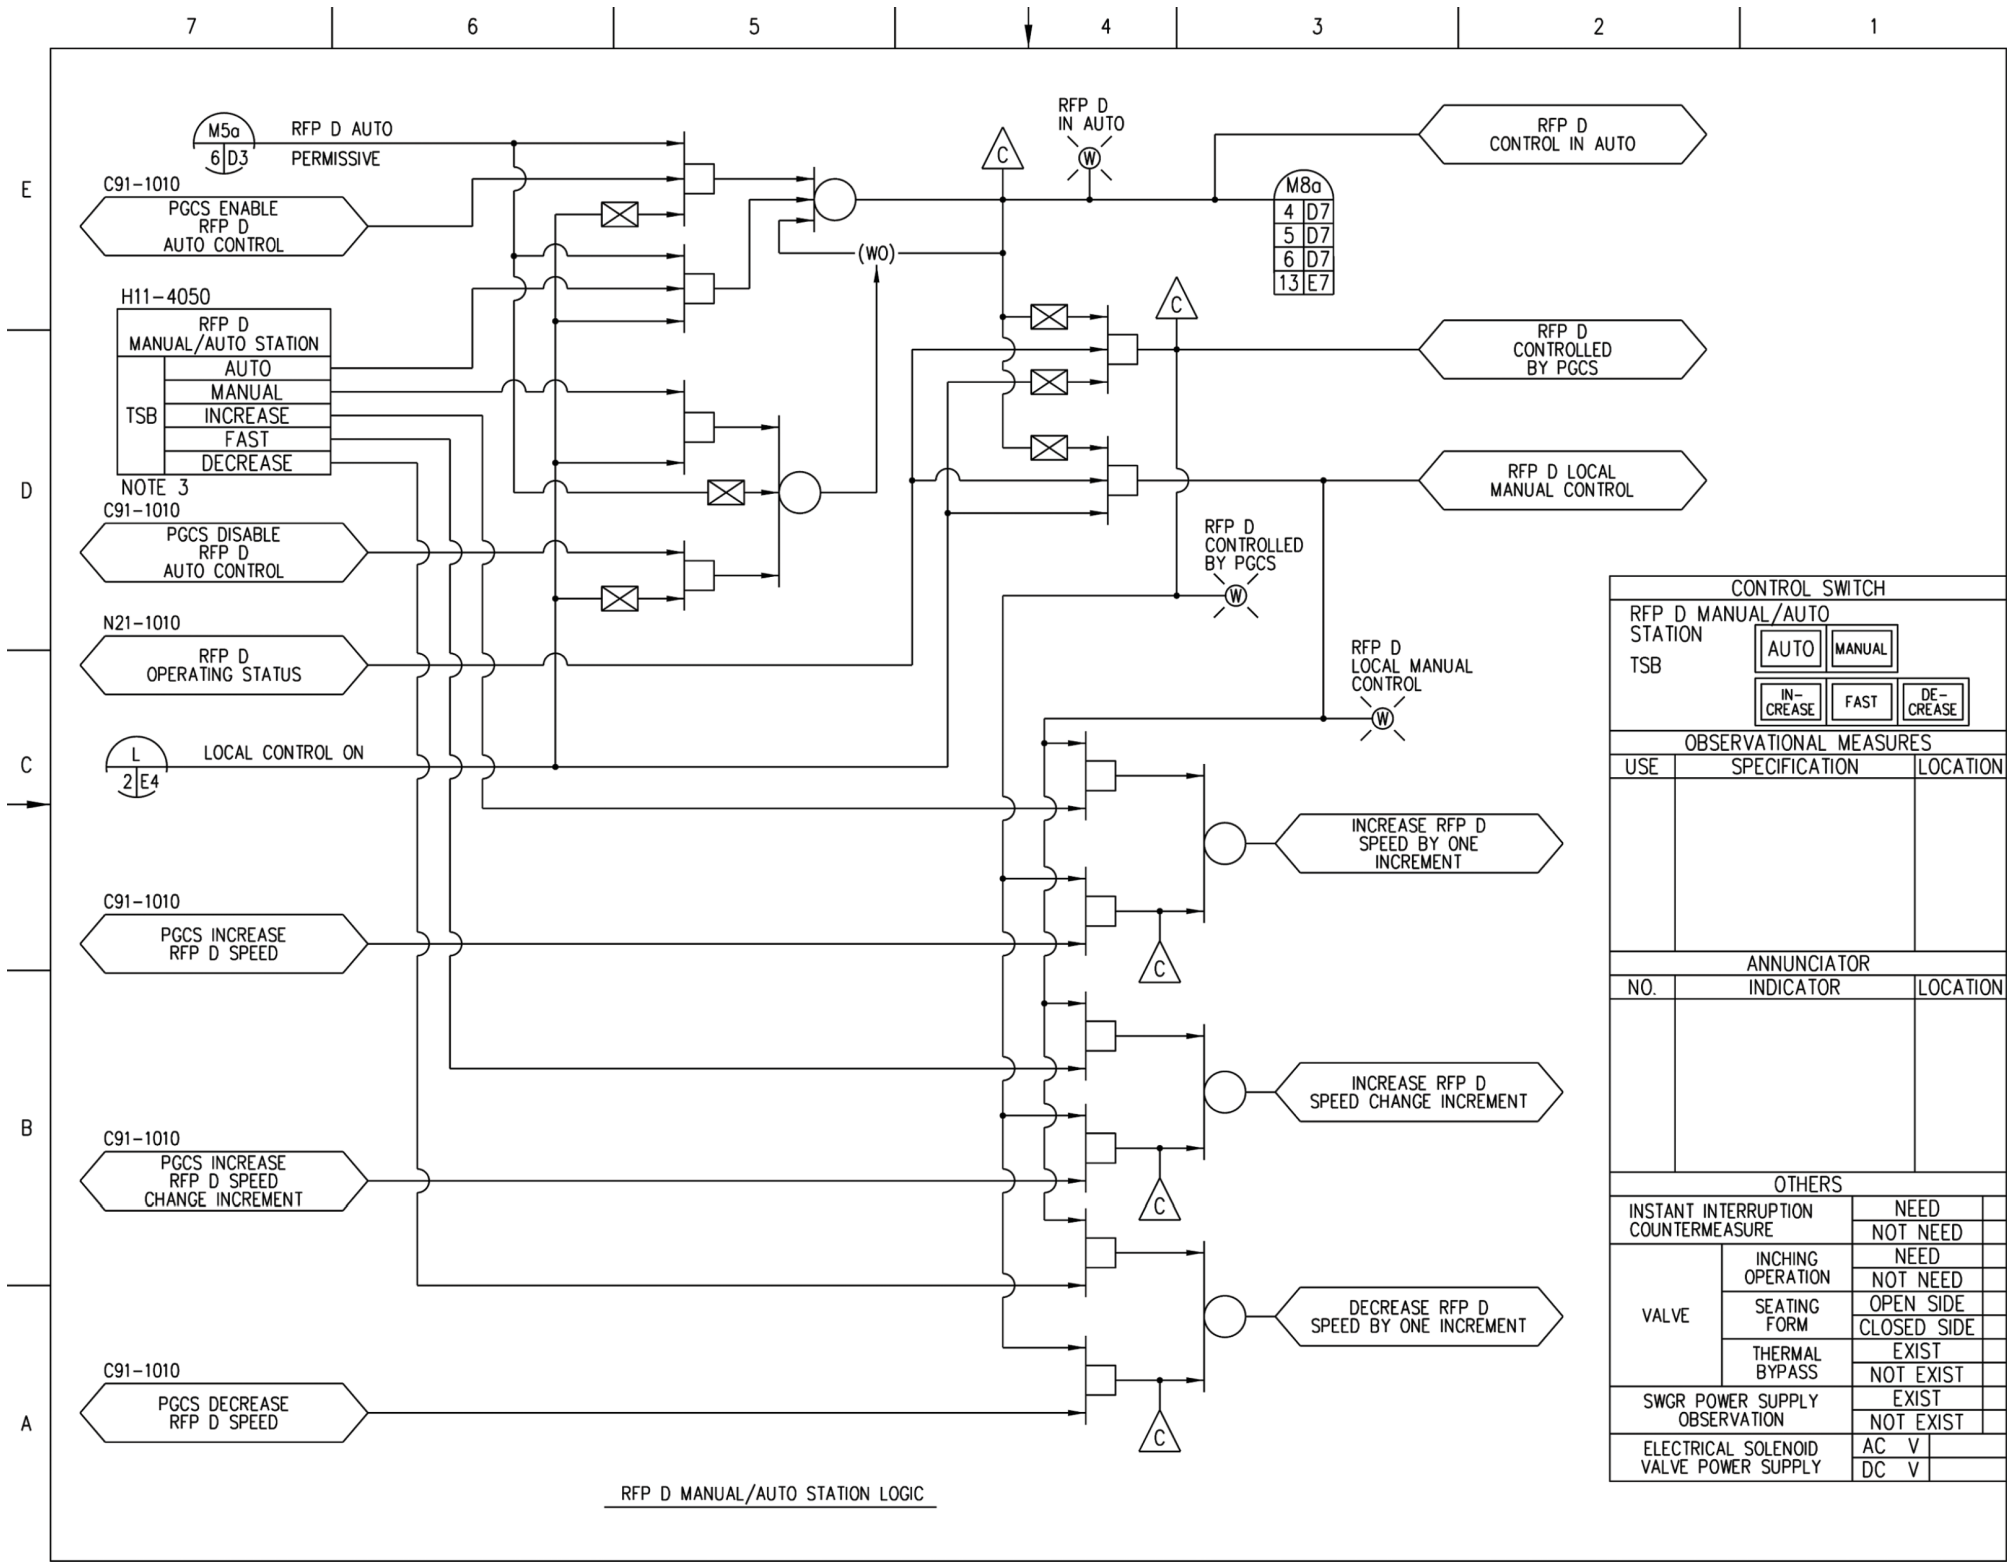 7 6 5 4 3 2 1
E
D
C
B
A
M5a
6 D3
RFP D AUTO
PERMISSIVE
C91-1010
PGCS ENABLE
RFP D
AUTO CONTROL
H11-4050
RFP D
MANUAL/AUTO STATION
TSB
AUTO
MANUAL
INCREASE
FAST
DECREASE
NOTE 3
C91-1010
PGCS DISABLE
RFP D
AUTO CONTROL
N21-1010
RFP D
OPERATING STATUS
L
2 E4
LOCAL CONTROL ON
C91-1010
PGCS INCREASE
RFP D SPEED
C91-1010
PGCS INCREASE
RFP D SPEED
CHANGE INCREMENT
C91-1010
PGCS DECREASE
RFP D SPEED
(WO)
C
RFP D
IN AUTO
W
M8a
4 D7
5 D7
6 D7
13 E7
RFP D
CONTROL IN AUTO
C
RFP D
CONTROLLED
BY PGCS
RFP D LOCAL
MANUAL CONTROL
RFP D
CONTROLLED
BY PGCS
W
RFP D
LOCAL MANUAL
CONTROL
W
INCREASE RFP D
SPEED BY ONE
INCREMENT
C
INCREASE RFP D
SPEED CHANGE INCREMENT
C
DECREASE RFP D
SPEED BY ONE INCREMENT
C
CONTROL SWITCH
RFP D MANUAL/AUTO
STATION
TSB
AUTO MANUAL
IN-
CREASE
FAST
DE-
CREASE
OBSERVATIONAL MEASURES
USE SPECIFICATION LOCATION
ANNUNCIATOR
NO. INDICATOR LOCATION
OTHERS
INSTANT INTERRUPTION
COUNTERMEASURE
NEED
NOT NEED
VALVE
INCHING
OPERATION
NEED
NOT NEED
SEATING
FORM
OPEN SIDE
CLOSED SIDE
THERMAL
BYPASS
EXIST
NOT EXIST
SWGR POWER SUPPLY
OBSERVATION
EXIST
NOT EXIST
ELECTRICAL SOLENOID
VALVE POWER SUPPLY
AC V
DC V
RFP D MANUAL/AUTO STATION LOGIC